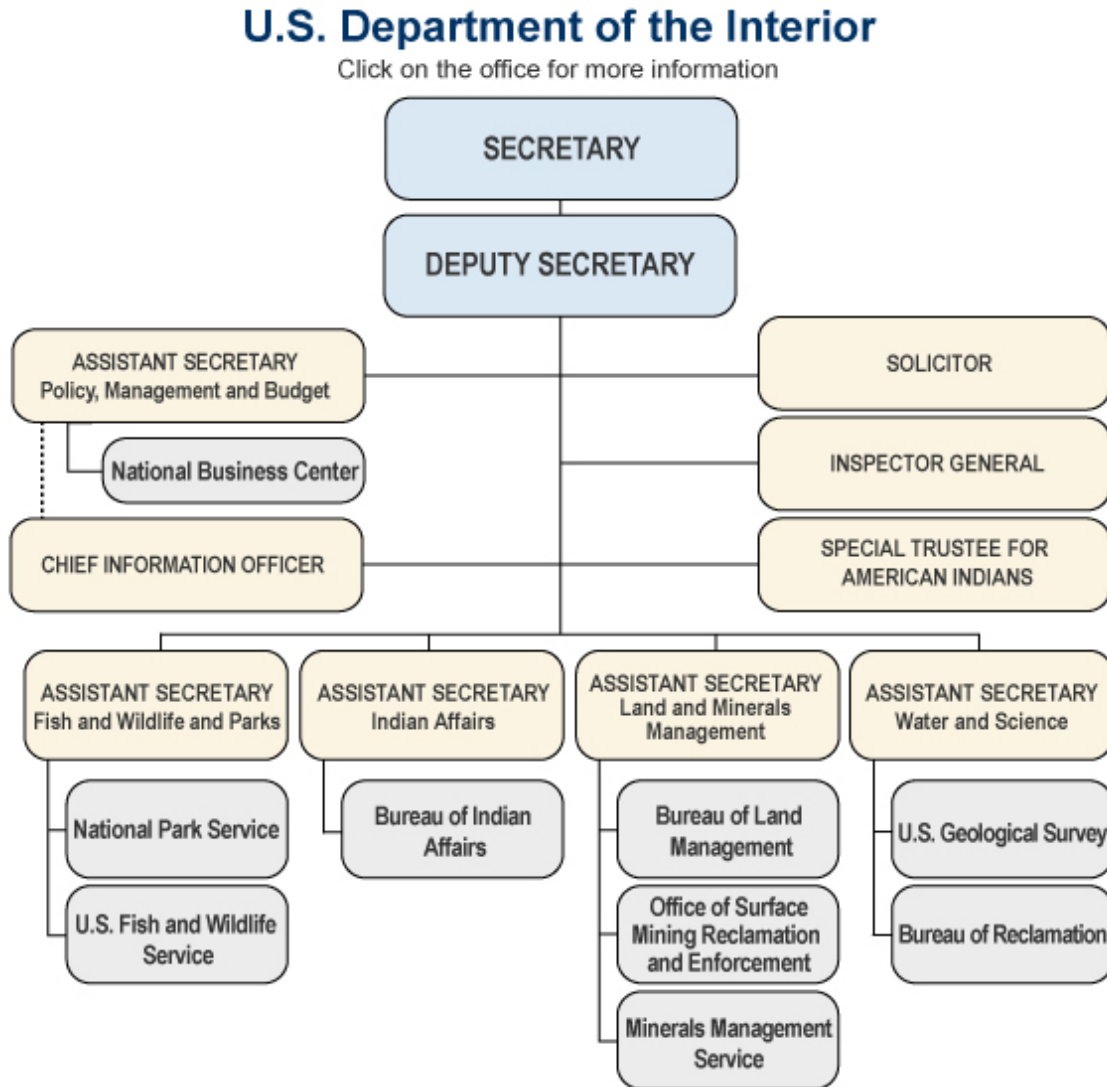 U.S. Department of the Interior
Click on the office for more information
SECRETARY
DEPUTY SECRETARY
ASSISTANT SECRETARY
Policy, Management and Budget
SOLICITOR
National Business Center
INSPECTOR GENERAL
CHIEF INFORMATION OFFICER
SPECIAL TRUSTEE FOR
AMERICAN INDIANS
ASSISTANT SECRETARY
Fish and Wildlife and Parks
ASSISTANT SECRETARY
Indian Affairs
ASSISTANT SECRETARY
Land and Minerals
Management
ASSISTANT SECRETARY
Water and Science
National Park Service
Bureau of Indian
Affairs
Bureau of Land
Management
U.S. Geological Survey
U.S. Fish and Wildlife
Service
Office of Surface
Mining Reclamation
and Enforcement
Bureau of Reclamation
Minerals Management
Service